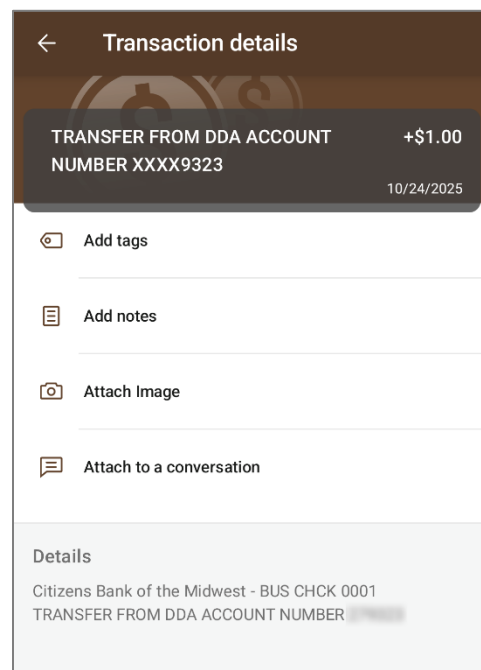 Transaction details
TRANSFER FROM DDA ACCOUNT +$1.00
NUMBER XXXX9323
10/24/2025
Add tags
Add notes
Attach Image
Attach to a conversation
Details
Citizens Bank of the Midwest - BUS CHCK 0001
TRANSFER FROM DDA ACCOUNT NUMBER